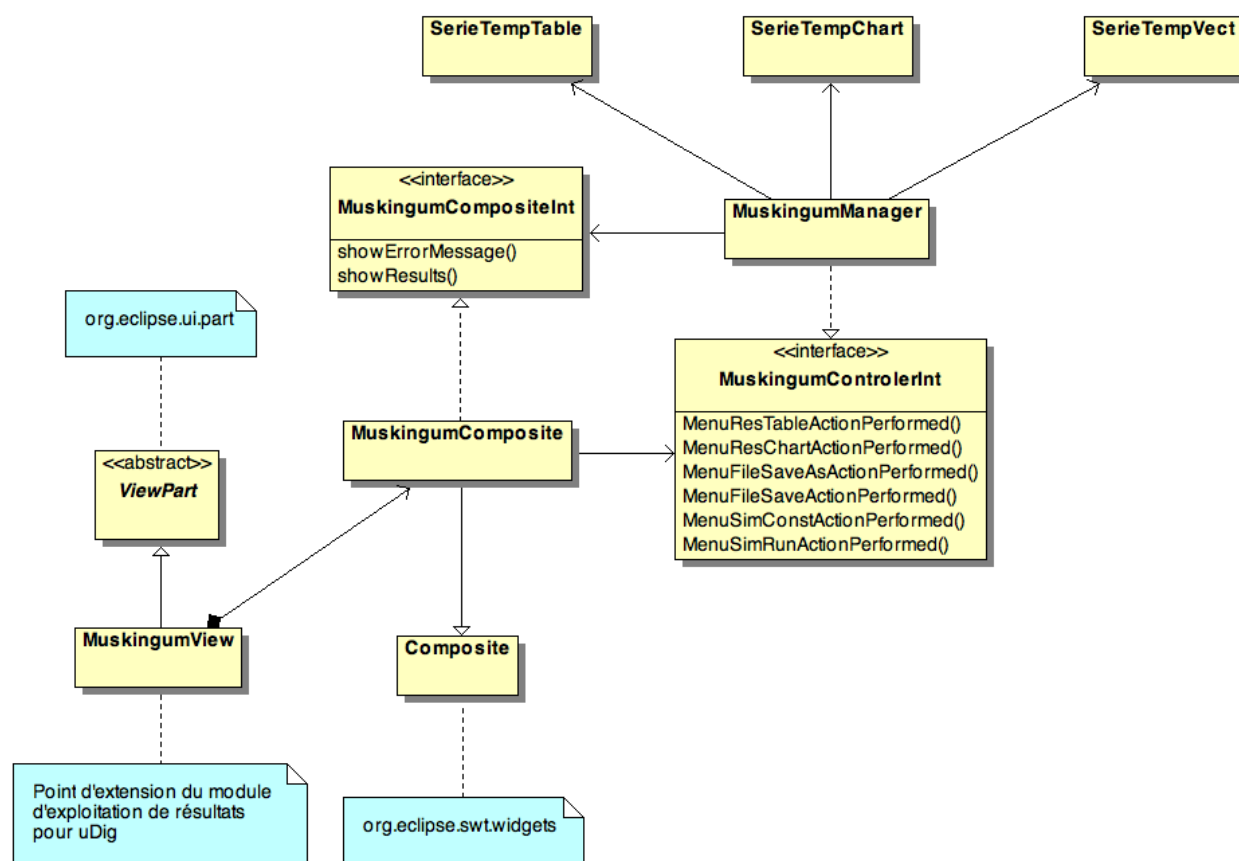 SerieTempTable
SerieTempChart
SerieTempVect
<<interface>>
MuskingumCompositeInt
showErrorMessage()
showResults()
MuskingumManager
org.eclipse.ui.part
<<interface>>
MuskingumControlerInt
MenuResTableActionPerformed()
MenuResChartActionPerformed()
MenuFileSaveAsActionPerformed()
MenuFileSaveActionPerformed()
MenuSimConstActionPerformed()
MenuSimRunActionPerformed()
MuskingumComposite
<<abstract>>
ViewPart
MuskingumView
Composite
Point d'extension du module
d'exploitation de résultats
pour uDig
org.eclipse.swt.widgets